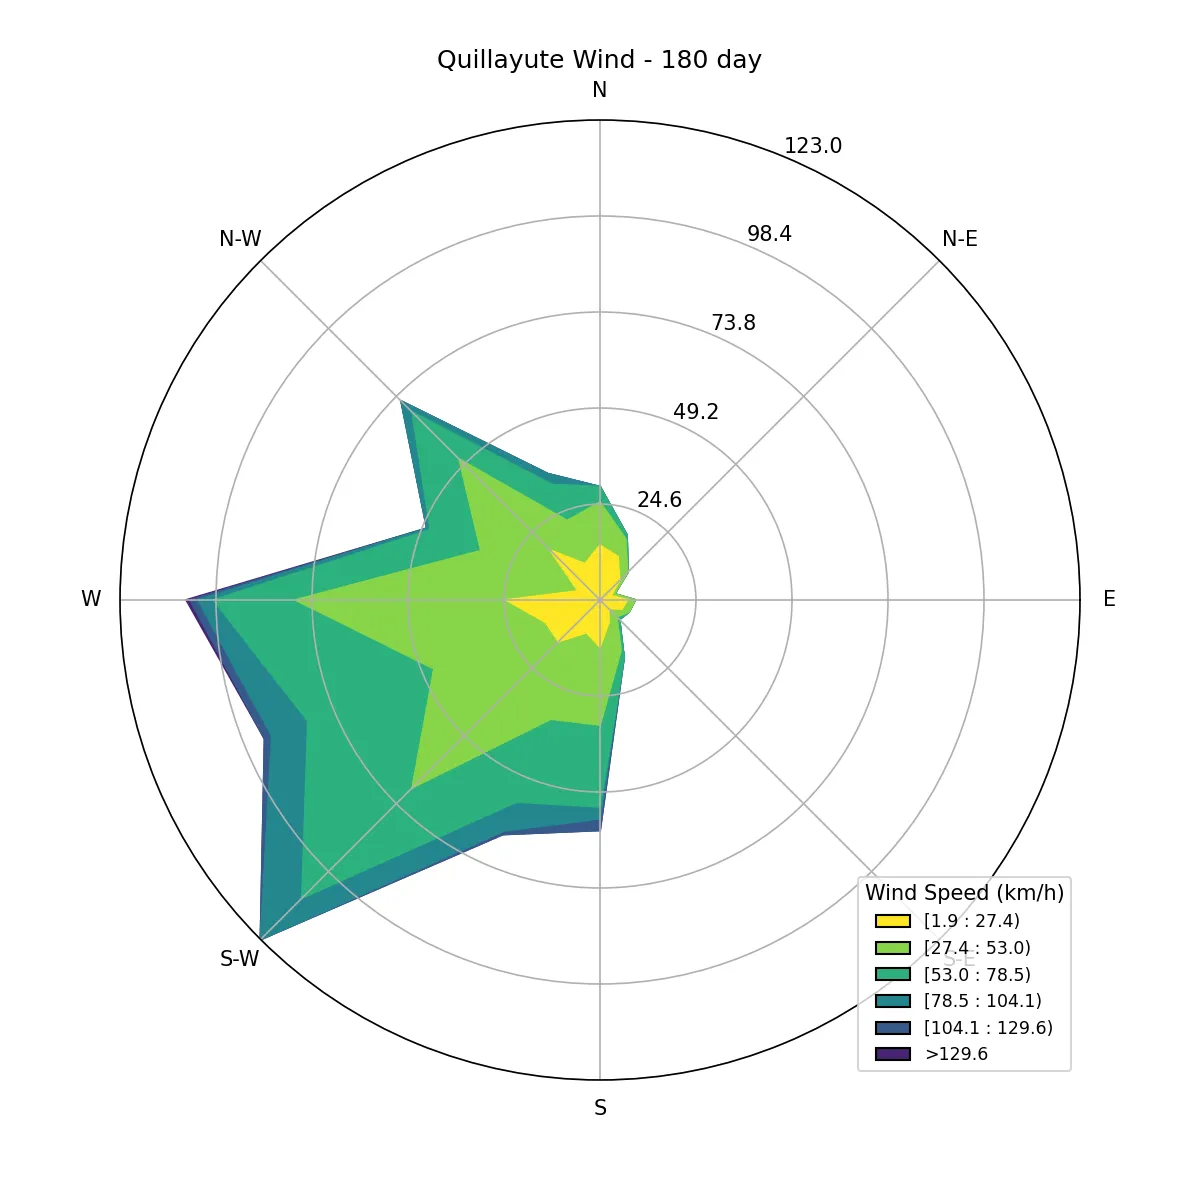 Quillayute Wind - 180 day
N
123.0
N-W
98.4
N-E
73.8
49.2
24.6
W
E
Wind Speed (km/h)
[1.9 : 27.4)
[27.4 : 53.0)
S-W
S-E
[53.0 : 78.5)
[78.5 : 104.1)
[104.1 : 129.6)
>129.6
S